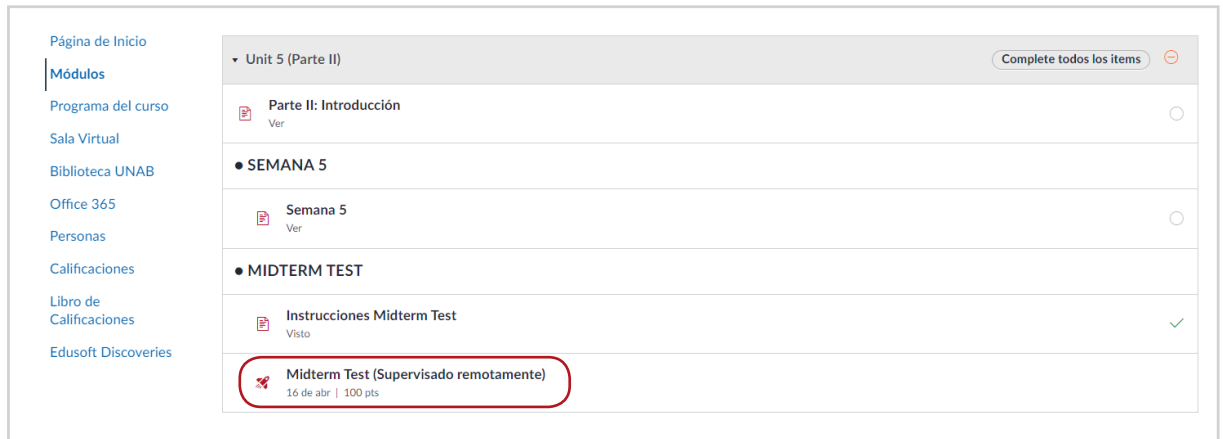 Página de Inicio
Módulos
Programa del curso
Sala Virtual
Biblioteca UNAB
Office 365
Personas
Calificaciones
Libro de
Calificaciones
Edusoft Discoveries
Unit 5 (Parte II)
Complete todos los items
Parte II: Introducción
Ver
SEMANA 5
Semana 5
Ver
MIDTERM TEST
Instrucciones Midterm Test
Visto
Midterm Test (Supervisado remotamente)
16 de abr | 100 pts